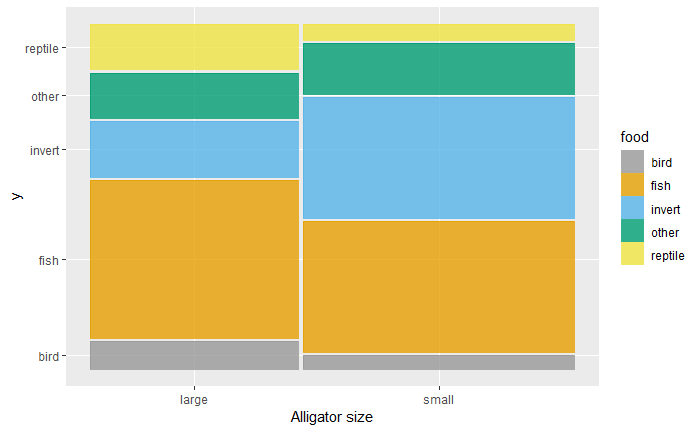 reptile
other
invert
fish
bird
y
large small
Alligator size
food
bird
fish
invert
other
reptile